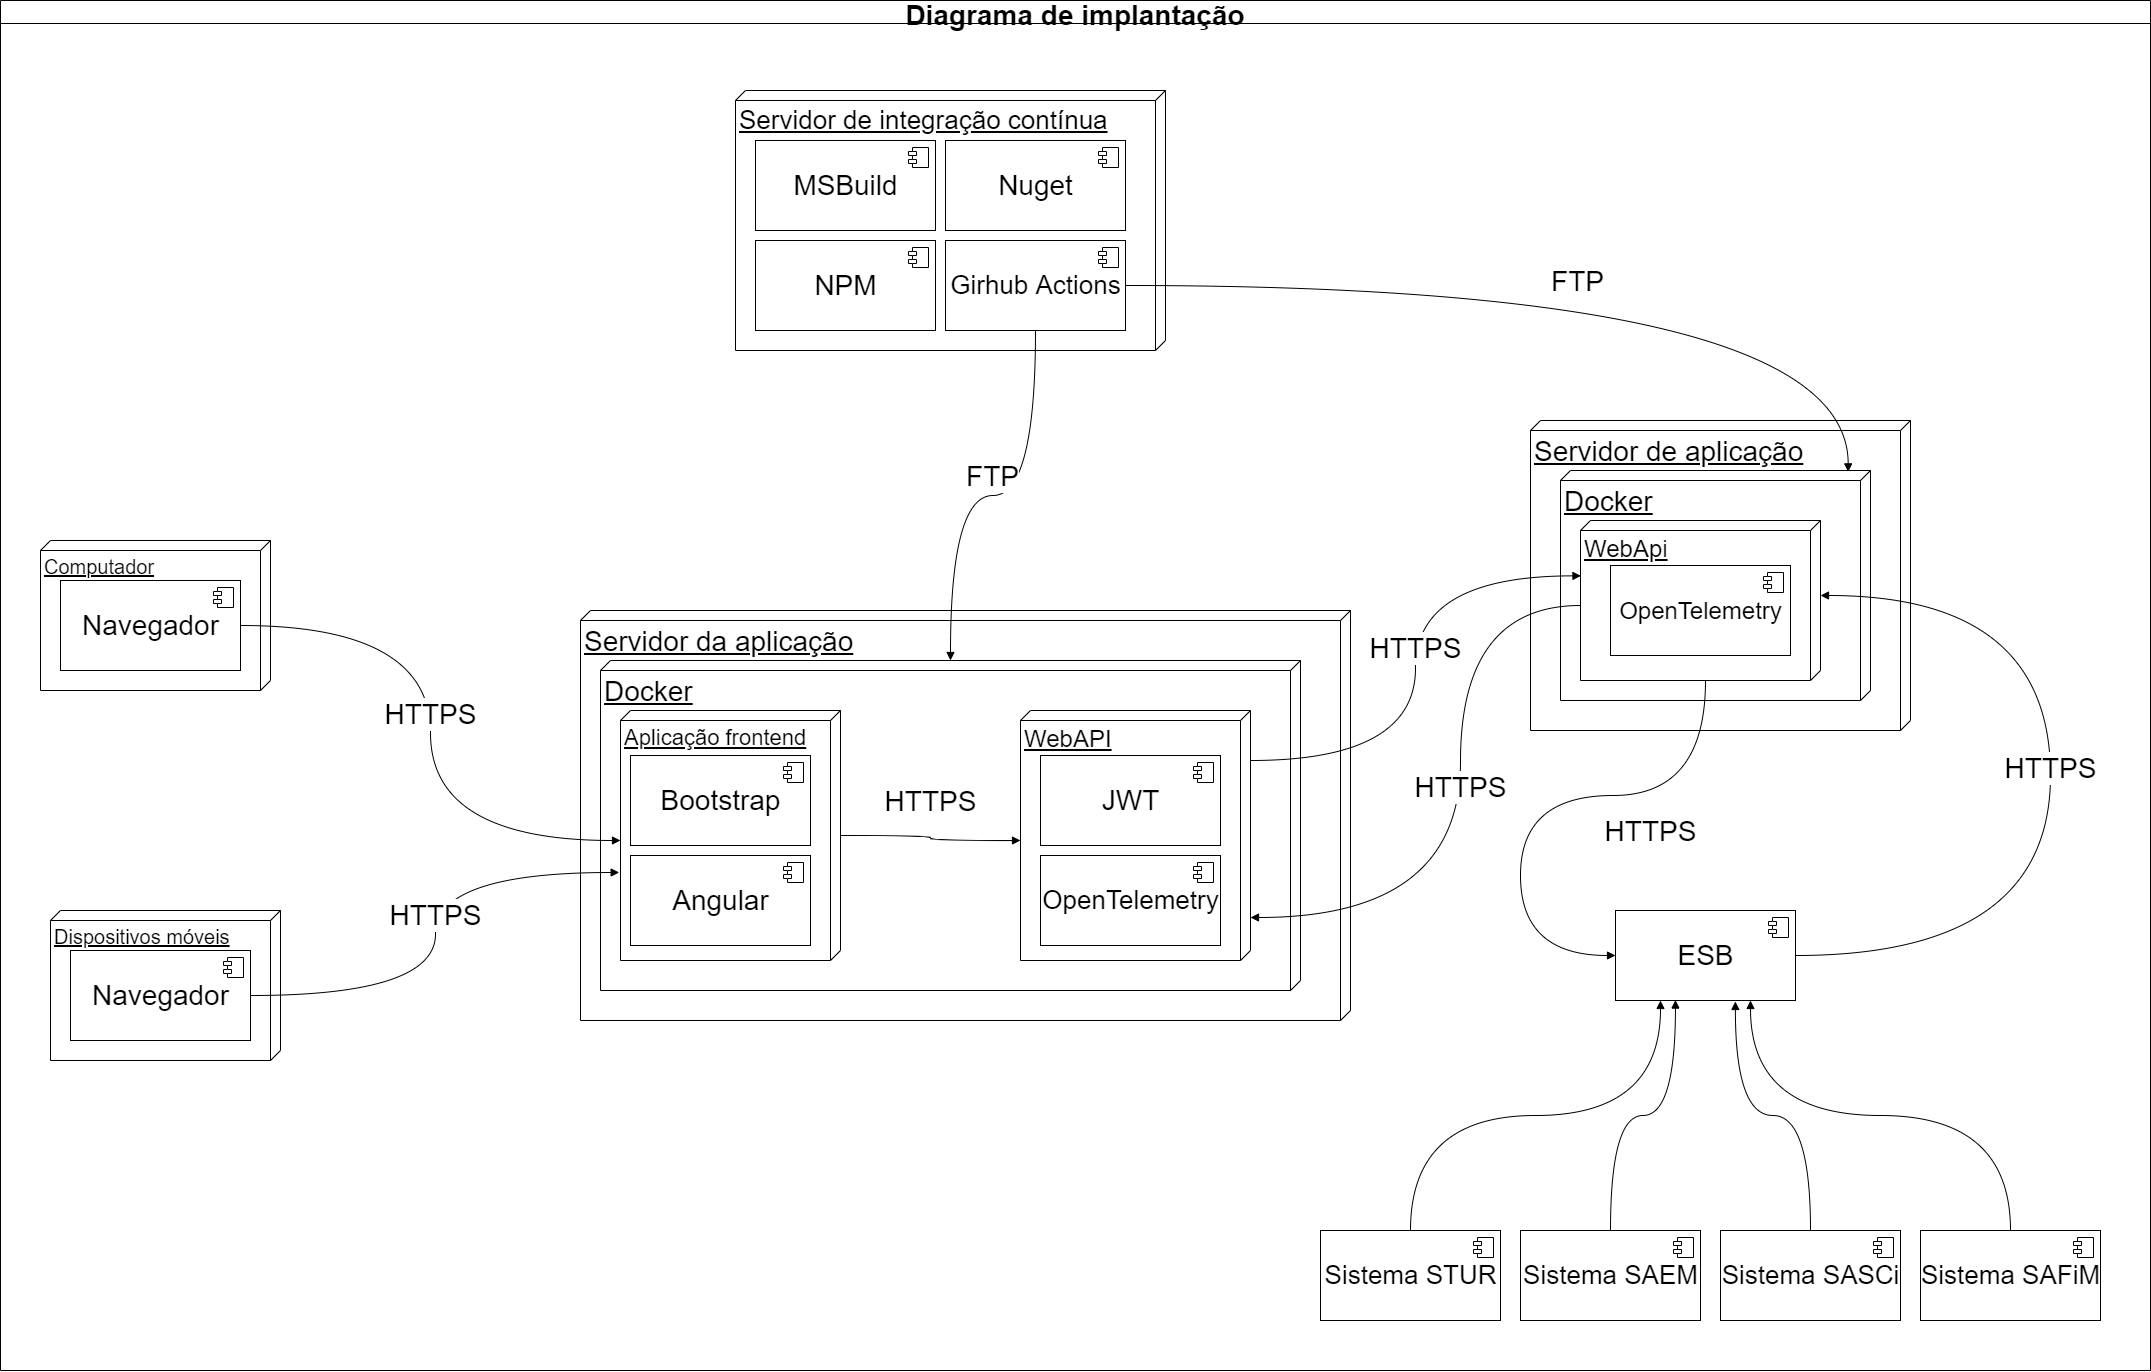 Diagrama de implantação
Servidor de integração contínua
MSBuild
Nuget
NPM
Girhub Actions
FTP
FTP
Servidor de aplicação
Docker
WebApi
OpenTelemetry
Computador
Navegador
HTTPS
Servidor da aplicação
Docker
Aplicação frontend
Bootstrap
Angular
HTTPS
WebAPI
JWT
OpenTelemetry
HTTPS
HTTPS
HTTPS
HTTPS
Dispositivos móveis
Navegador
HTTPS
ESB
Sistema STUR
Sistema SAEM
Sistema SASCi
Sistema SAFiM